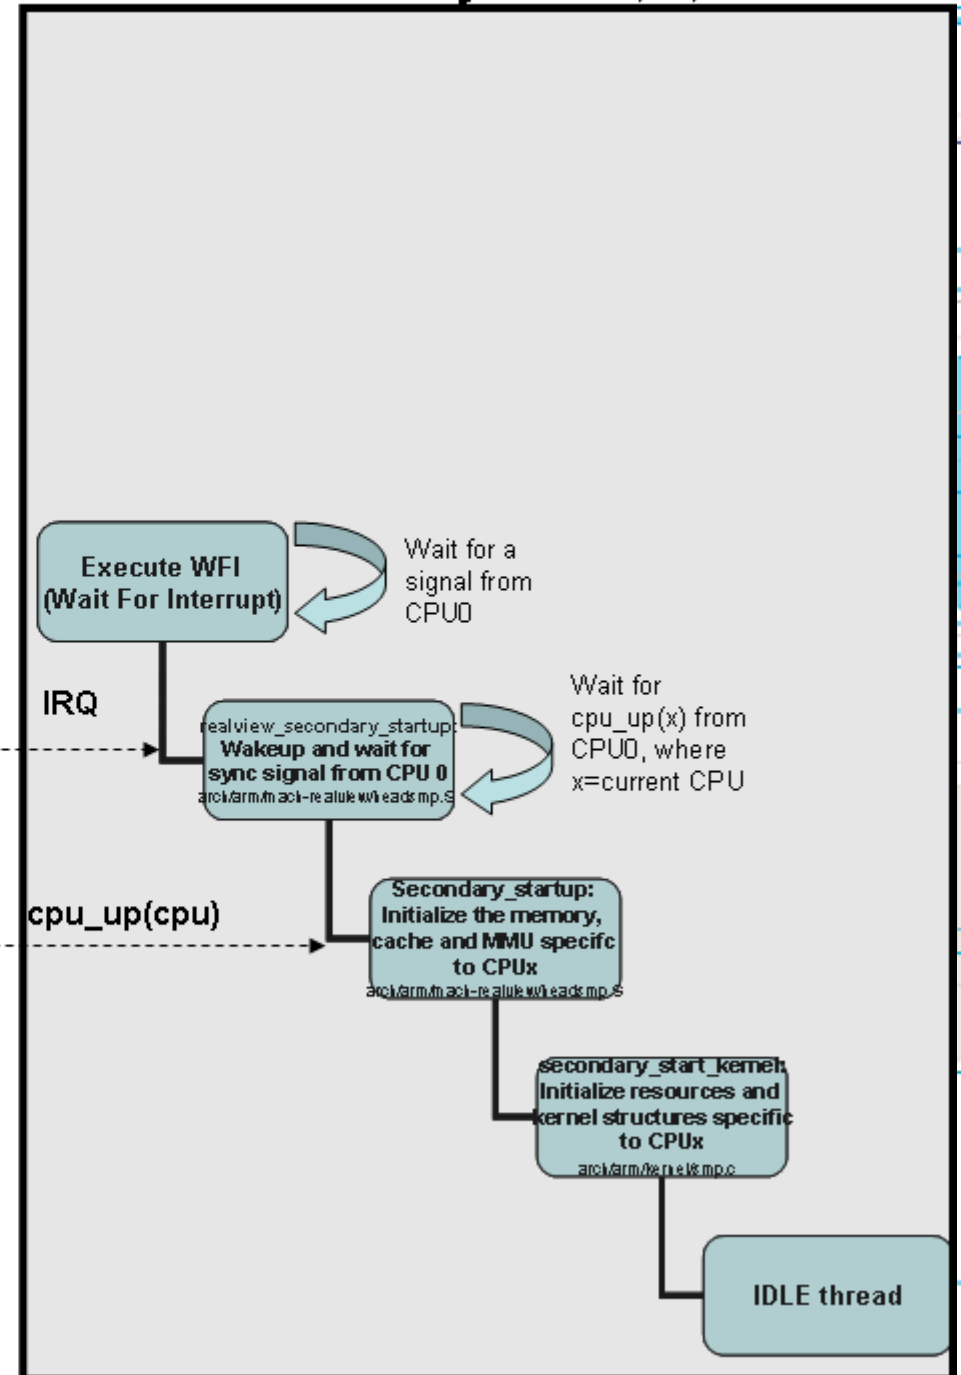 Execute WFI
(Wait For Interrupt)
Wait for a
signal from
CPU0
IRQ
realview_secondary_startup:
Wakeup and wait for
sync signal from CPU 0
arch/arm/mach-realview/headsmp.S
Wait for
cpu_up(x) from
CPU0, where
x=current CPU
cpu_up(cpu)
Secondary_startup:
Initialize the memory,
cache and MMU specifc
to CPUx
arch/arm/mach-realview/headsmp.S
secondary_start_kernel:
Initialize resources and
kernel structures specific
to CPUx
arch/arm/kernel/smp.c
IDLE thread